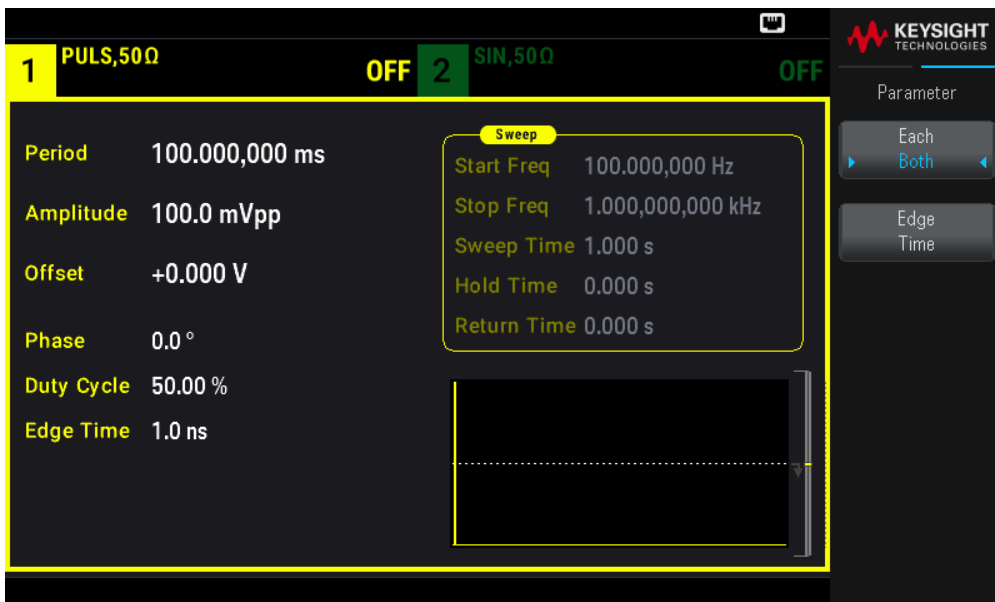 KEYSIGHT
TECHNOLOGIES
1 PULS,50Ω OFF 2 SIN,50Ω OFF
Parameter
Each
Both
Edge
Time
Period 100.000,000 ms
Amplitude 100.0 mVpp
Offset +0.000 V
Phase 0.0 °
Duty Cycle 50.00 %
Edge Time 1.0 ns
Sweep
Start Freq 100.000,000 Hz
Stop Freq 1.000,000,000 kHz
Sweep Time 1.000 s
Hold Time 0.000 s
Return Time 0.000 s